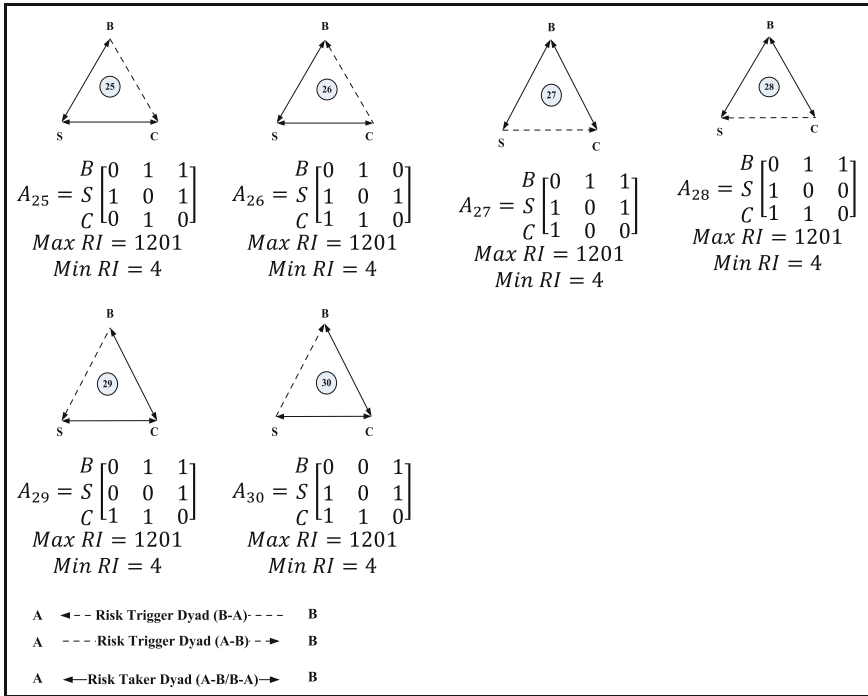 B
25
S C
B [0 1 1]
A25 = S [1 0 1]
C [0 1 0]
Max RI = 1201
Min RI = 4
B
26
S C
B [0 1 0]
A26 = S [1 0 1]
C [1 1 0]
Max RI = 1201
Min RI = 4
B
27
S C
B [0 1 1]
A27 = S [1 0 1]
C [1 0 0]
Max RI = 1201
Min RI = 4
B
28
S C
B [0 1 1]
A28 = S [1 0 0]
C [1 1 0]
Max RI = 1201
Min RI = 4
B
29
S C
B [0 1 1]
A29 = S [0 0 1]
C [1 1 0]
Max RI = 1201
Min RI = 4
B
30
S C
B [0 0 1]
A30 = S [1 0 1]
C [1 1 0]
Max RI = 1201
Min RI = 4
A Risk Trigger Dyad (B-A) B
A Risk Trigger Dyad (A-B) B
A Risk Taker Dyad (A-B/B-A) B